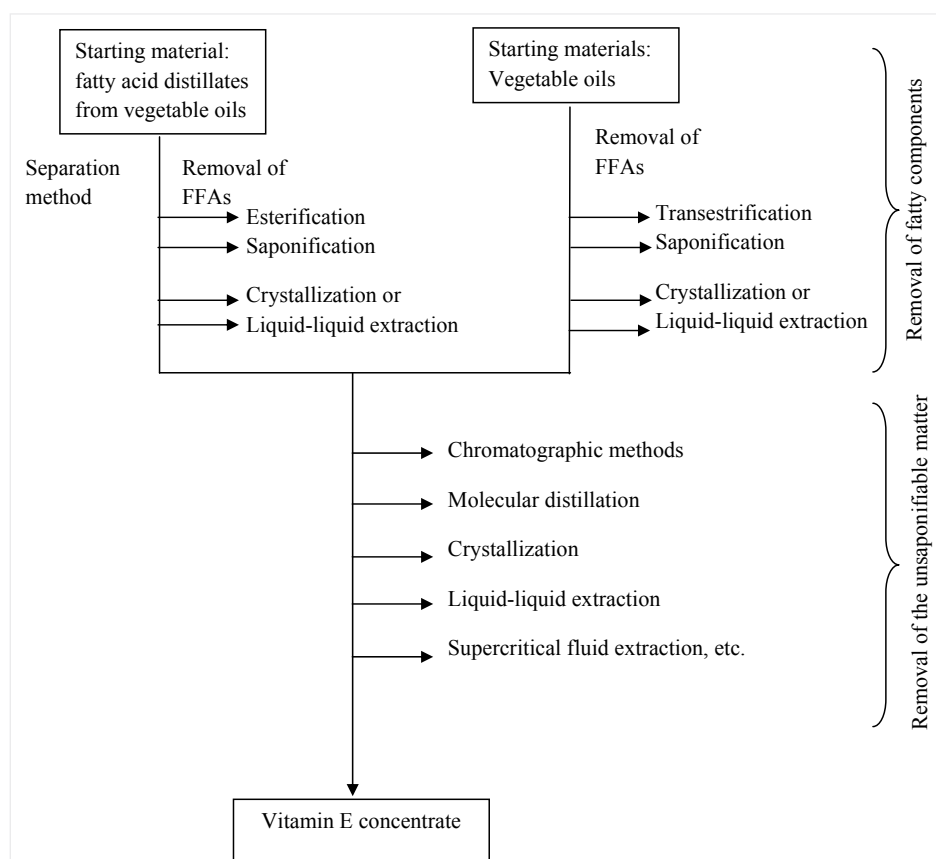 Starting material:
fatty acid distillates
from vegetable oils
Starting materials:
Vegetable oils
Separation
method
Removal of
FFAs
Esterification
Saponification
Crystallization or
Liquid-liquid extraction
Removal of
FFAs
Transestrification
Saponification
Crystallization or
Liquid-liquid extraction
Removal of fatty components
Chromatographic methods
Molecular distillation
Crystallization
Liquid-liquid extraction
Supercritical fluid extraction, etc.
Removal of the unsaponifiable matter
Vitamin E concentrate